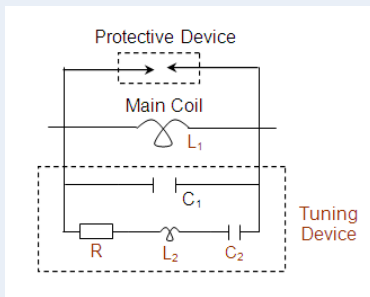 Protective Device
Main Coil
L₁
C₁
Tuning
Device
R
L₂
C₂